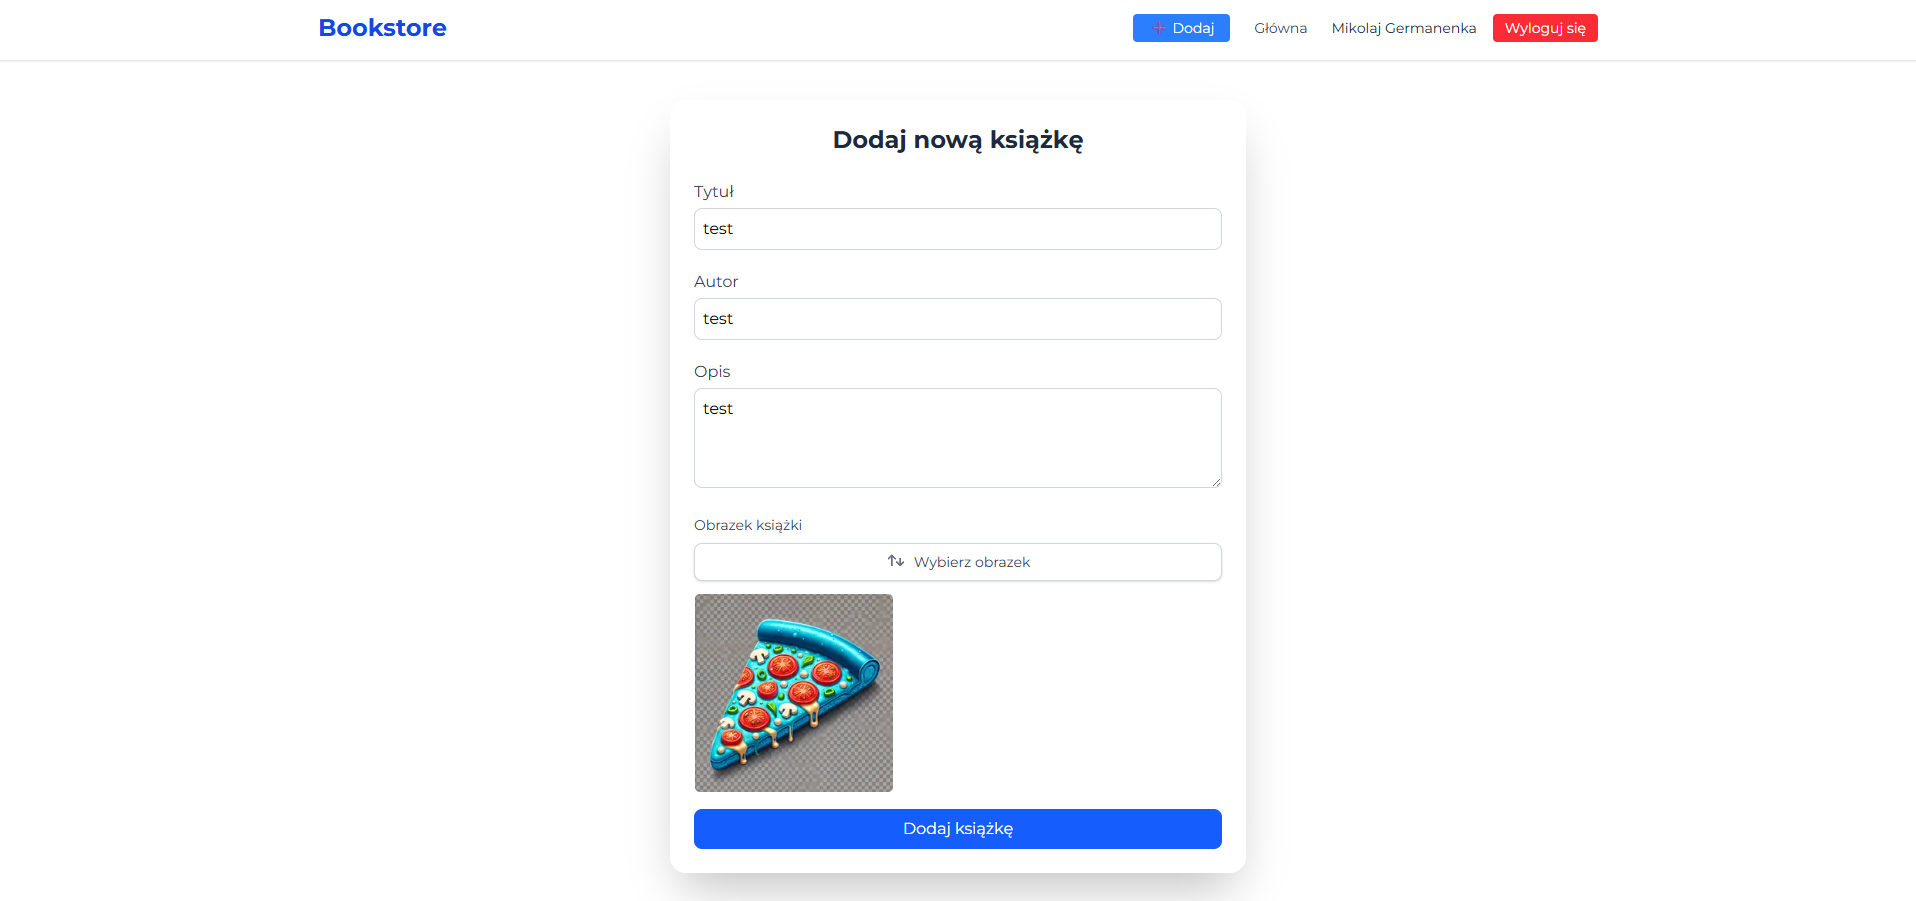 Bookstore
Dodaj Główna Mikolaj Germanenka Wyloguj się
Dodaj nową książkę
Tytuł
test
Autor
test
Opis
test
Obrazek książki
Wybierz obrazek
Dodaj książkę